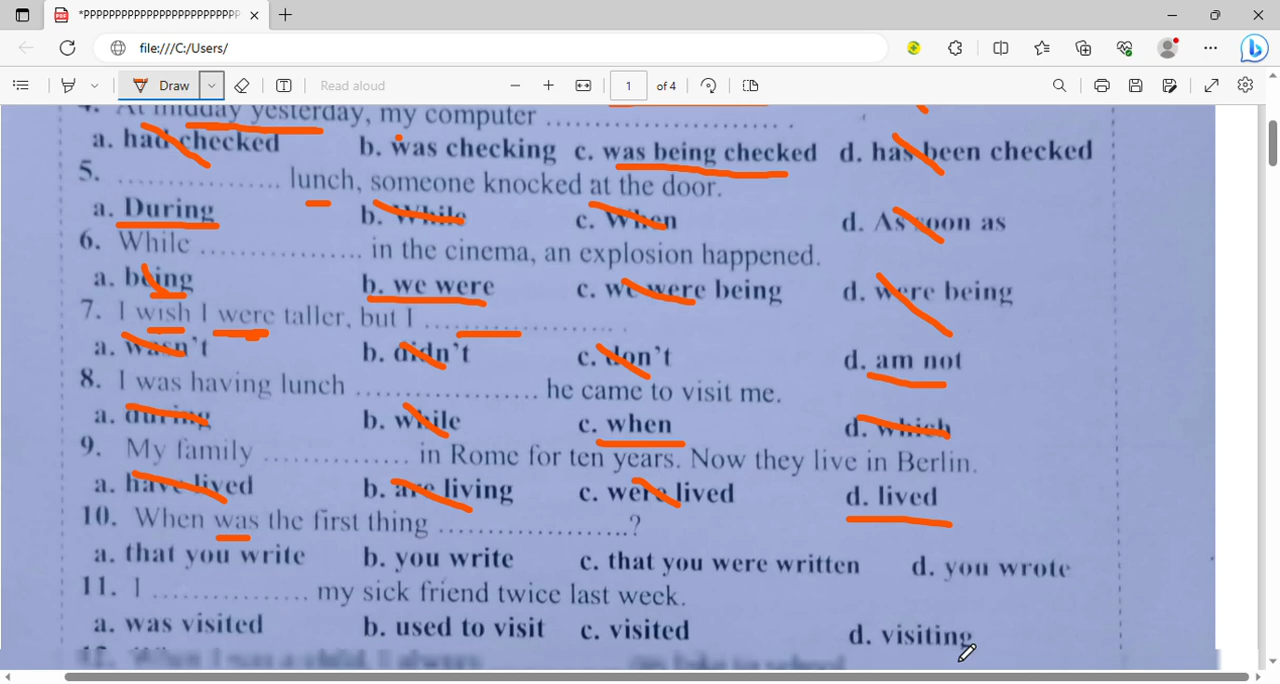 *PPPPPPPPPPPPPPPPPPPPPPPPPP
file:///C:/Users/
Draw
Read aloud
1 of 4
4. At midday yesterday, my computer ............................ .
a. had checked b. was checking c. was being checked d. has been checked
5. .................. lunch, someone knocked at the door.
a. During b. While c. When d. As soon as
6. While .................. in the cinema, an explosion happened.
a. being b. we were c. we were being d. were being
7. I wish I were taller, but I ......................
a. wasn't b. didn't c. don't d. am not
8. I was having lunch .................... he came to visit me.
a. during b. while c. when d. which
9. My family ................ in Rome for ten years. Now they live in Berlin.
a. have lived b. are living c. were lived d. lived
10. When was the first thing .....................?
a. that you write b. you write c. that you were written d. you wrote
11. I ................. my sick friend twice last week.
a. was visited b. used to visit c. visited d. visiting